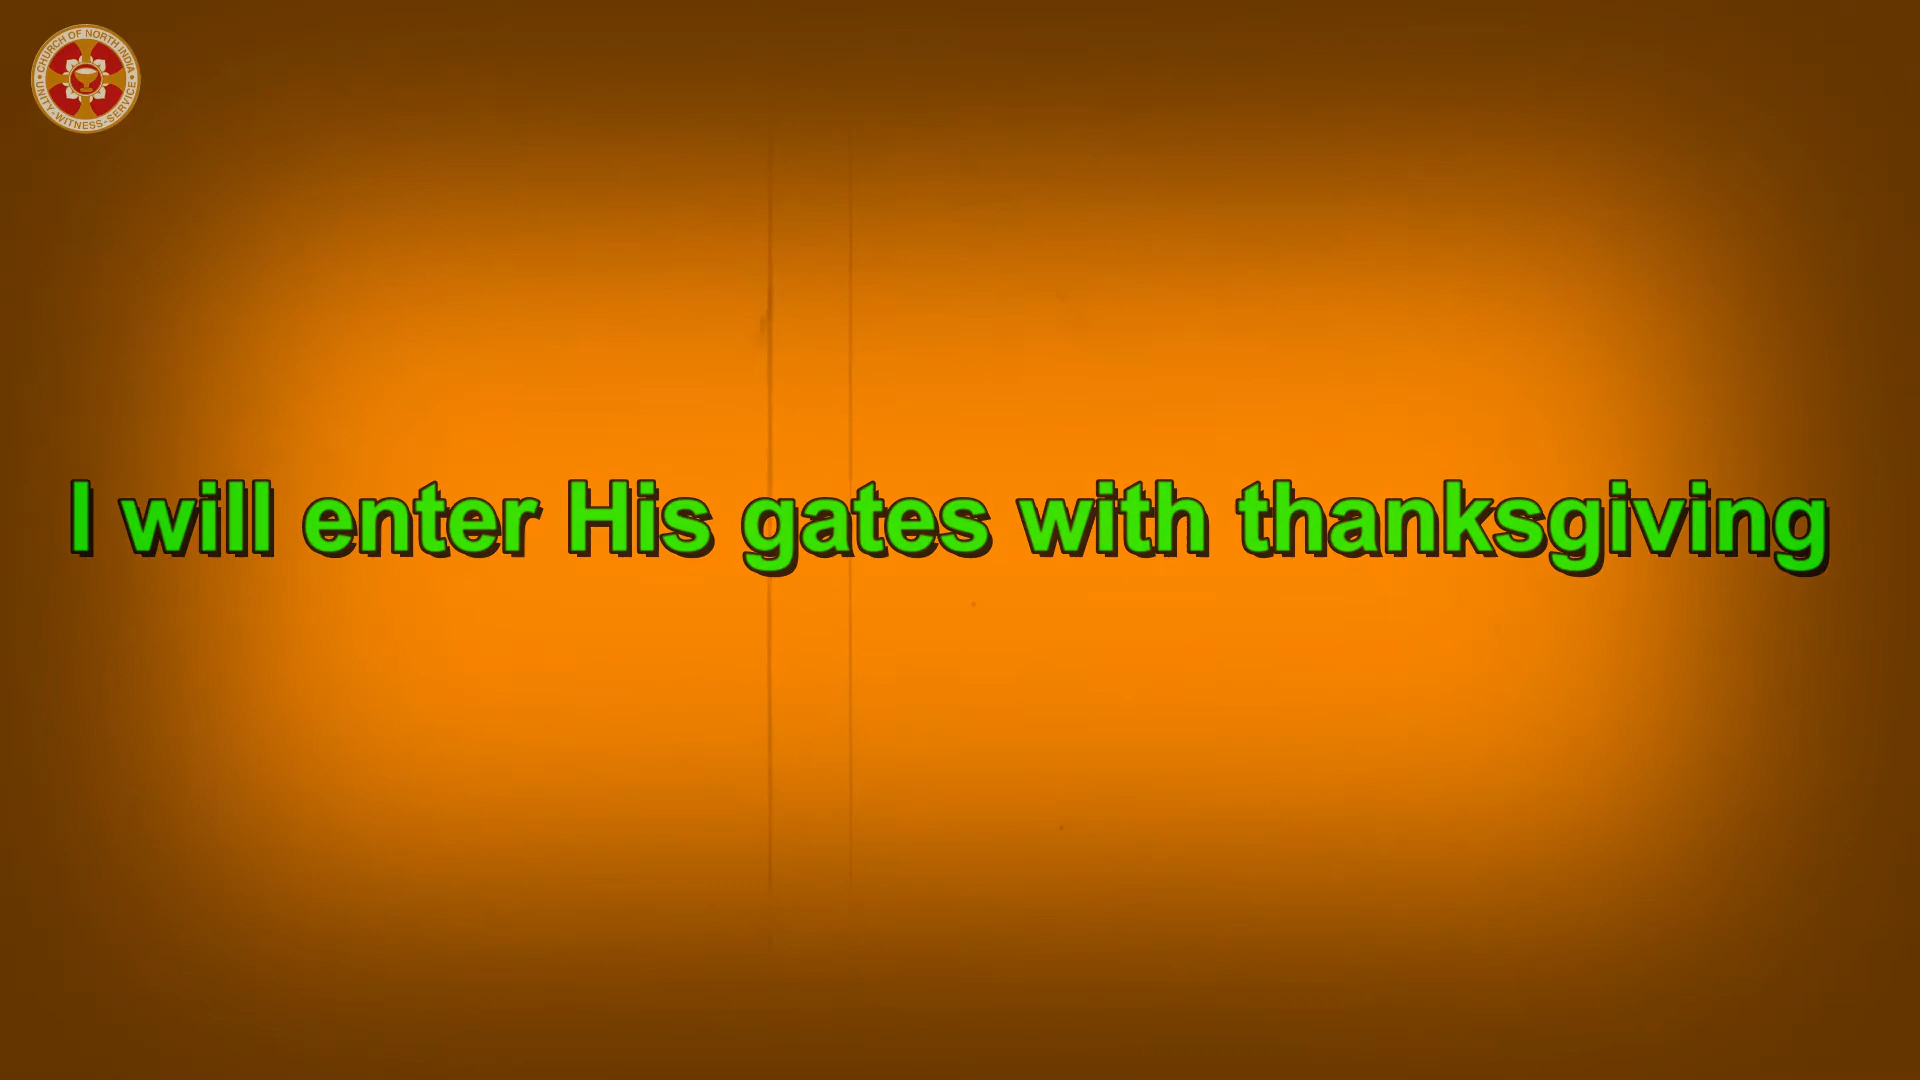 CHURCH OF NORTH INDIA
UNITY - WITNESS - SERVICE
I will enter His gates with thanksgiving